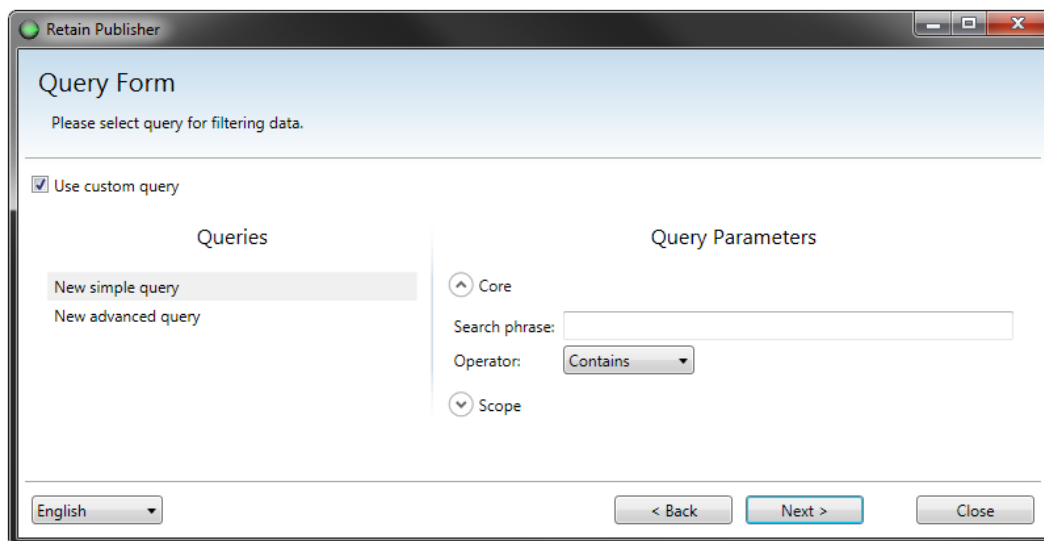 Retain Publisher
Query Form
Please select query for filtering data.
Use custom query
Queries
New simple query
New advanced query
Query Parameters
Core
Search phrase:
Operator: Contains
Scope
English
< Back
Next >
Close